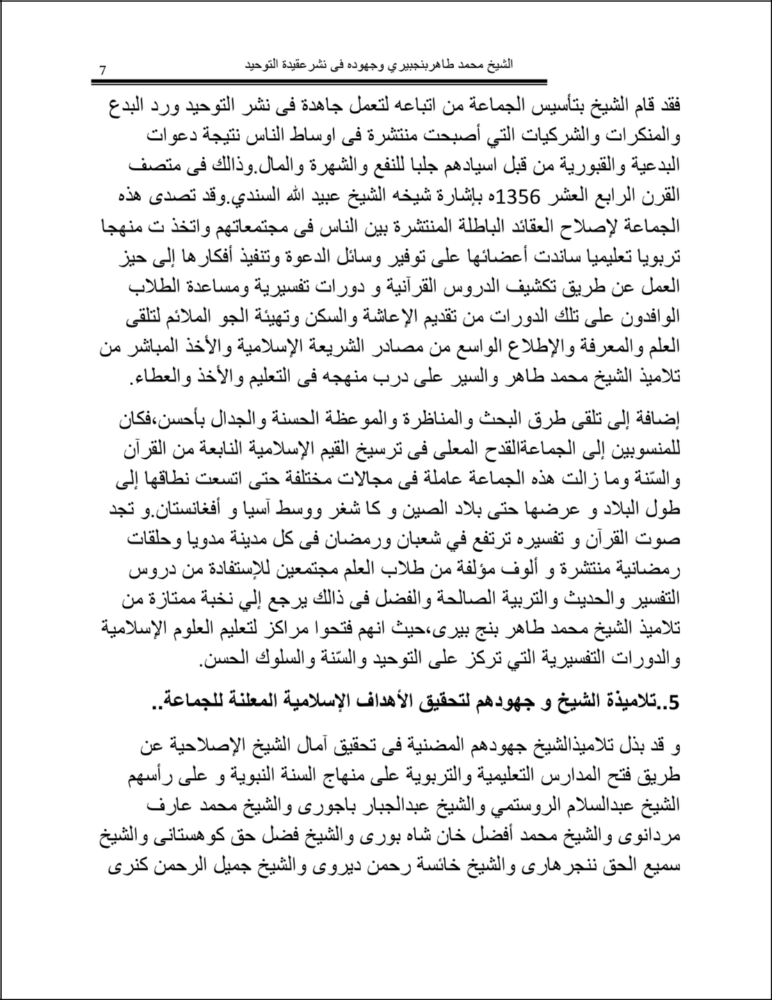 الشيخ محمد طاهربنجبيري وجهوده فى نشرعقيدة التوحيد
7
فقد قام الشيخ بتأسيس الجماعة من اتباعه لتعمل جاهدة فى نشر التوحيد ورد البدع
والمنكرات والشركيات التي أصبحت منتشرة فى اوساط الناس نتيجة دعوات
البدعية والقبورية من قبل اسيادهم جلبا للنفع والشهرة والمال.وذالك فى متصف
القرن الرابع العشر 1356ه بإشارة شيخه الشيخ عبيد الله السندي.وقد تصدى هذه
الجماعة لإصلاح العقائد الباطلة المنتشرة بين الناس فى مجتمعاتهم واتخذ ت منهجا
تربويا تعليميا ساندت أعضائها على توفير وسائل الدعوة وتنفيذ أفكارها إلى حيز
العمل عن طريق تكشيف الدروس القرآنية و دورات تفسيرية ومساعدة الطلاب
الوافدون على تلك الدورات من تقديم الإعاشة والسكن وتهيئة الجو الملائم لتلقى
العلم والمعرفة والإطلاع الواسع من مصادر الشريعة الإسلامية والأخذ المباشر من
تلاميذ الشيخ محمد طاهر والسير على درب منهجه فى التعليم والأخذ والعطاء.
إضافة إلى تلقى طرق البحث والمناظرة والموعظة الحسنة والجدال بأحسن،فكان
للمنسوبين إلى الجماعةالقدح المعلى فى ترسيخ القيم الإسلامية النابعة من القرآن
والسّنة وما زالت هذه الجماعة عاملة فى مجالات مختلفة حتى اتسعت نطاقها إلى
طول البلاد و عرضها حتى بلاد الصين و كا شغر ووسط آسيا و أفغانستان.و تجد
صوت القرآن و تفسيره ترتفع في شعبان ورمضان فى كل مدينة مدويا وحلقات
رمضانية منتشرة و ألوف مؤلفة من طلاب العلم مجتمعين للإستفادة من دروس
التفسير والحديث والتربية الصالحة والفضل فى ذالك يرجع إلي نخبة ممتازة من
تلاميذ الشيخ محمد طاهر بنج بيرى،حيث انهم فتحوا مراكز لتعليم العلوم الإسلامية
والدورات التفسيرية التي تركز على التوحيد والسّنة والسلوك الحسن.
5..تلاميذة الشيخ و جهودهم لتحقيق الأهداف الإسلامية المعلنة للجماعة..
و قد بذل تلاميذالشيخ جهودهم المضنية فى تحقيق آمال الشيخ الإصلاحية عن
طريق فتح المدارس التعليمية والتربوية على منهاج السنة النبوية و على رأسهم
الشيخ عبدالسلام الروستمي والشيخ عبدالجبار باجورى والشيخ محمد عارف
مردانوى والشيخ محمد أفضل خان شاه بورى والشيخ فضل حق كوهستانى والشيخ
سميع الحق ننجرهارى والشيخ خائسة رحمن ديروى والشيخ جميل الرحمن كنرى